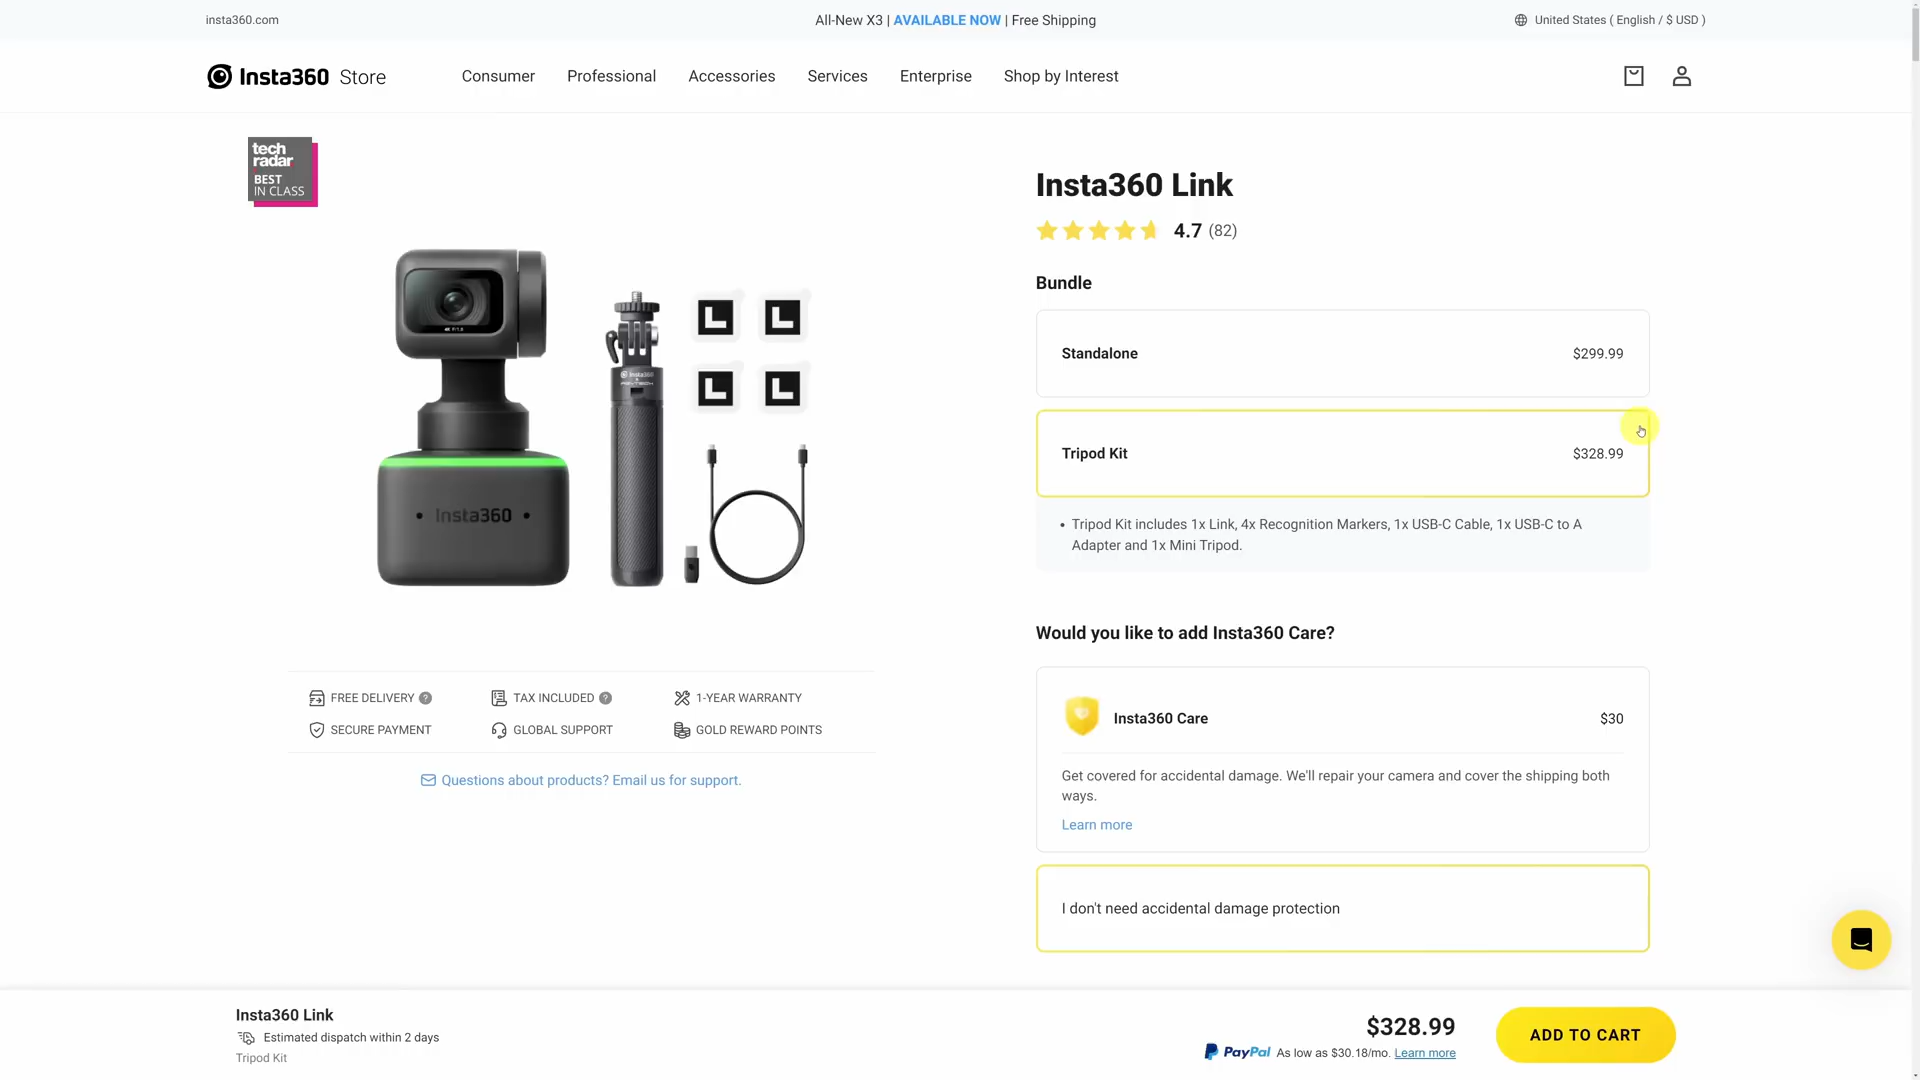 insta360.com
All-New X3 | AVAILABLE NOW | Free Shipping
United States ( English / $ USD )
Insta360 Store
Consumer
Professional
Accessories
Services
Enterprise
Shop by Interest
tech
radar
BEST
IN CLASS
4K F/1.8
Insta360
Insta360
FREE DELIVERY ?
TAX INCLUDED ?
1-YEAR WARRANTY
SECURE PAYMENT
GLOBAL SUPPORT
GOLD REWARD POINTS
Questions about products? Email us for support.
Insta360 Link
4.7 (82)
Bundle
Standalone
$299.99
Tripod Kit
$328.99
• Tripod Kit includes 1x Link, 4x Recognition Markers, 1x USB-C Cable, 1x USB-C to A
Adapter and 1x Mini Tripod.
Would you like to add Insta360 Care?
Insta360 Care
$30
Get covered for accidental damage. We'll repair your camera and cover the shipping both
ways.
Learn more
I don't need accidental damage protection
Insta360 Link
Estimated dispatch within 2 days
Tripod Kit
$328.99
PayPal As low as $30.18/mo. Learn more
ADD TO CART